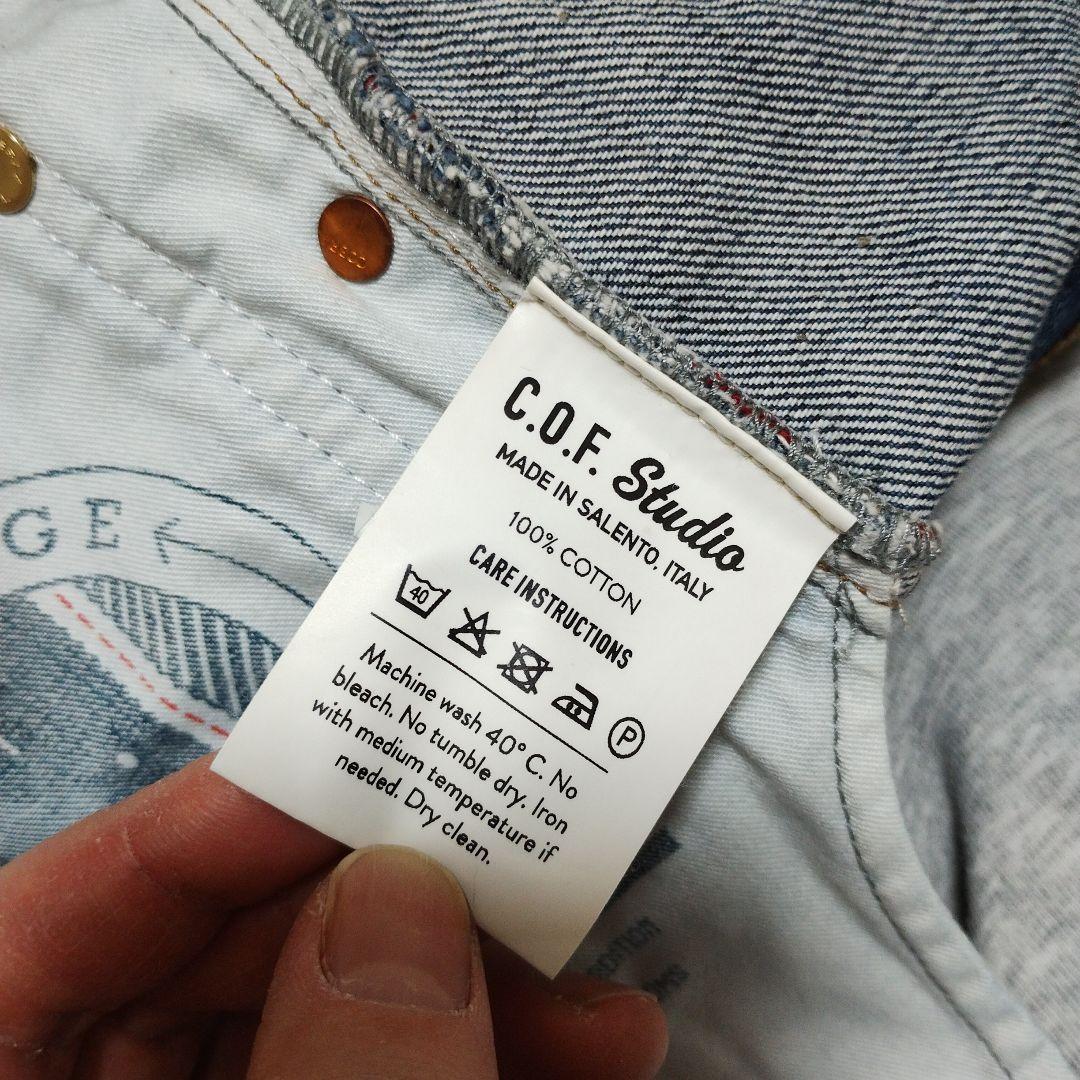 GE
C.O.F. Studio
MADE IN SALENTO, ITALY
100% COTTON
CARE INSTRUCTIONS
40
P
Machine wash 40° C. No
bleach. No tumble dry. Iron
with medium temperature if
needed. Dry clean.